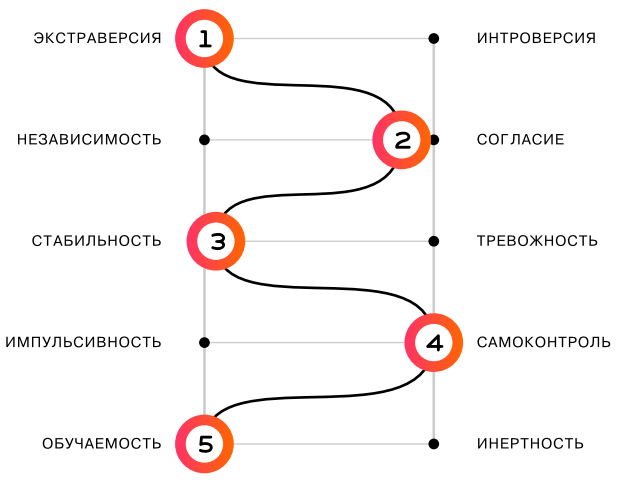 ЭКСТРАВЕРСИЯ 1 ИНТРОВЕРСИЯ
НЕЗАВИСИМОСТЬ 2 СОГЛАСИЕ
СТАБИЛЬНОСТЬ 3 ТРЕВОЖНОСТЬ
ИМПУЛЬСИВНОСТЬ 4 САМОКОНТРОЛЬ
ОБУЧАЕМОСТЬ 5 ИНЕРТНОСТЬ